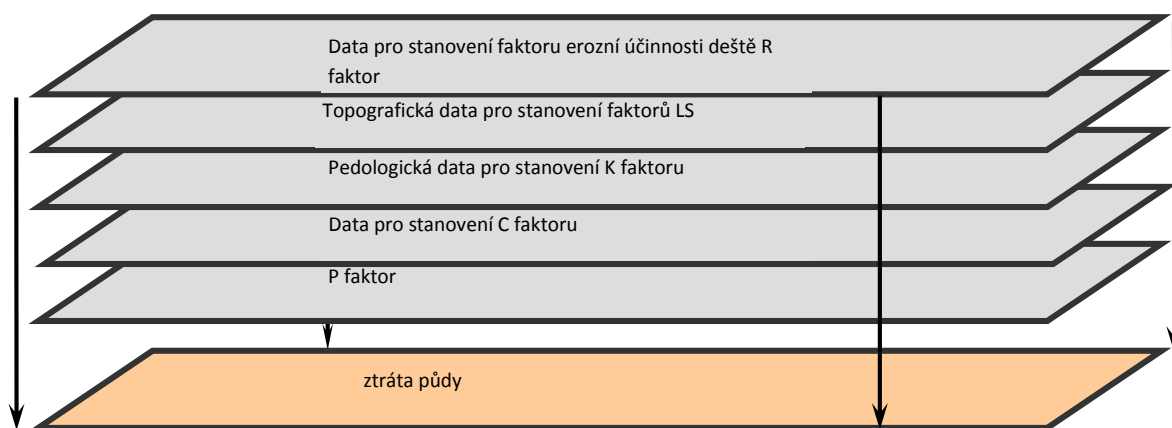 Data pro stanovení faktoru erozní účinnosti deště R
faktor
Topografická data pro stanovení faktorů LS
Pedologická data pro stanovení K faktoru
Data pro stanovení C faktoru
P faktor
ztráta půdy